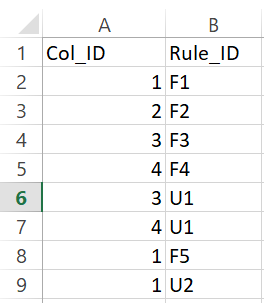 A B
1 Col_ID Rule_ID
2 1 F1
3 2 F2
4 3 F3
5 4 F4
6 3 U1
7 4 U1
8 1 F5
9 1 U2